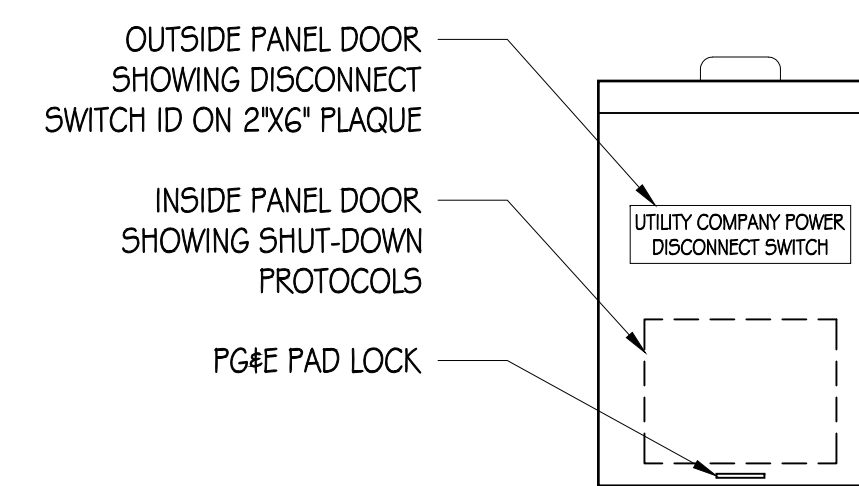 OUTSIDE PANEL DOOR
SHOWING DISCONNECT
SWITCH ID ON 2"X6" PLAQUE
INSIDE PANEL DOOR
SHOWING SHUT-DOWN
PROTOCOLS
PG&E PAD LOCK
UTILITY COMPANY POWER
DISCONNECT SWITCH